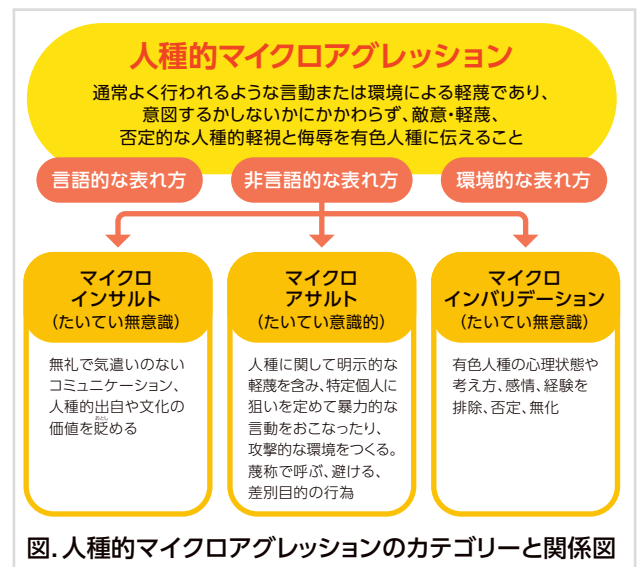 人種的マイクロアグレッション
通常よく行われるような言動または環境による軽蔑であり、
意図するかしないかにかかわらず、敵意・軽蔑、
否定的な人種的軽視と侮辱を有色人種に伝えること
言語的な表れ方
非言語的な表れ方
環境的な表れ方
マイクロ
インサルト
(たいてい無意識)
無礼で気遣いのない
コミュニケーション、
人種的出自や文化の
おとし
価値を貶める
マイクロ
アサルト
(たいてい意識的)
人種に関して明示的な
軽蔑を含み、特定個人に
狙いを定めて暴力的な
言動をおこなったり、
攻撃的な環境をつくる。
蔑称で呼ぶ、避ける、
差別目的の行為
マイクロ
インバリデーション
(たいてい無意識)
有色人種の心理状態や
考え方、感情、経験を
排除、否定、無化
図.人種的マイクロアグレッションのカテゴリーと関係図